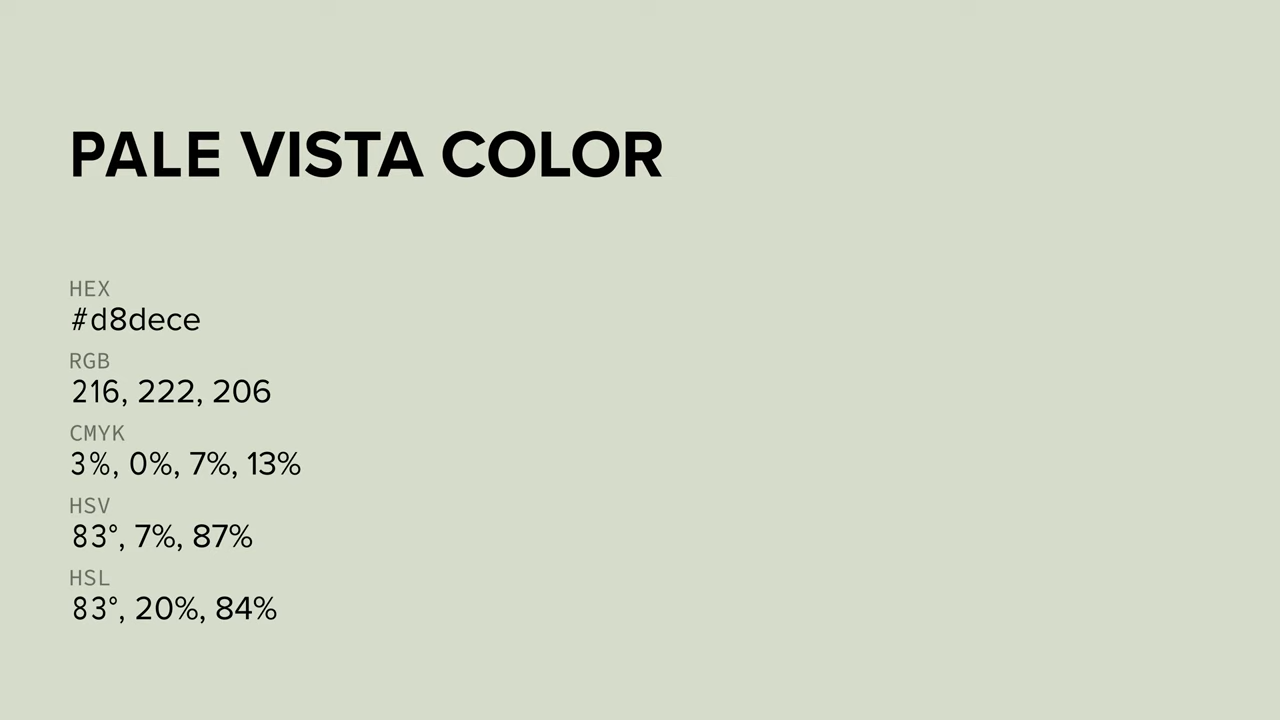 PALE VISTA COLOR
HEX
#d8dece
RGB
216, 222, 206
CMYK
3%, 0%, 7%, 13%
HSV
83°, 7%, 87%
HSL
83°, 20%, 84%